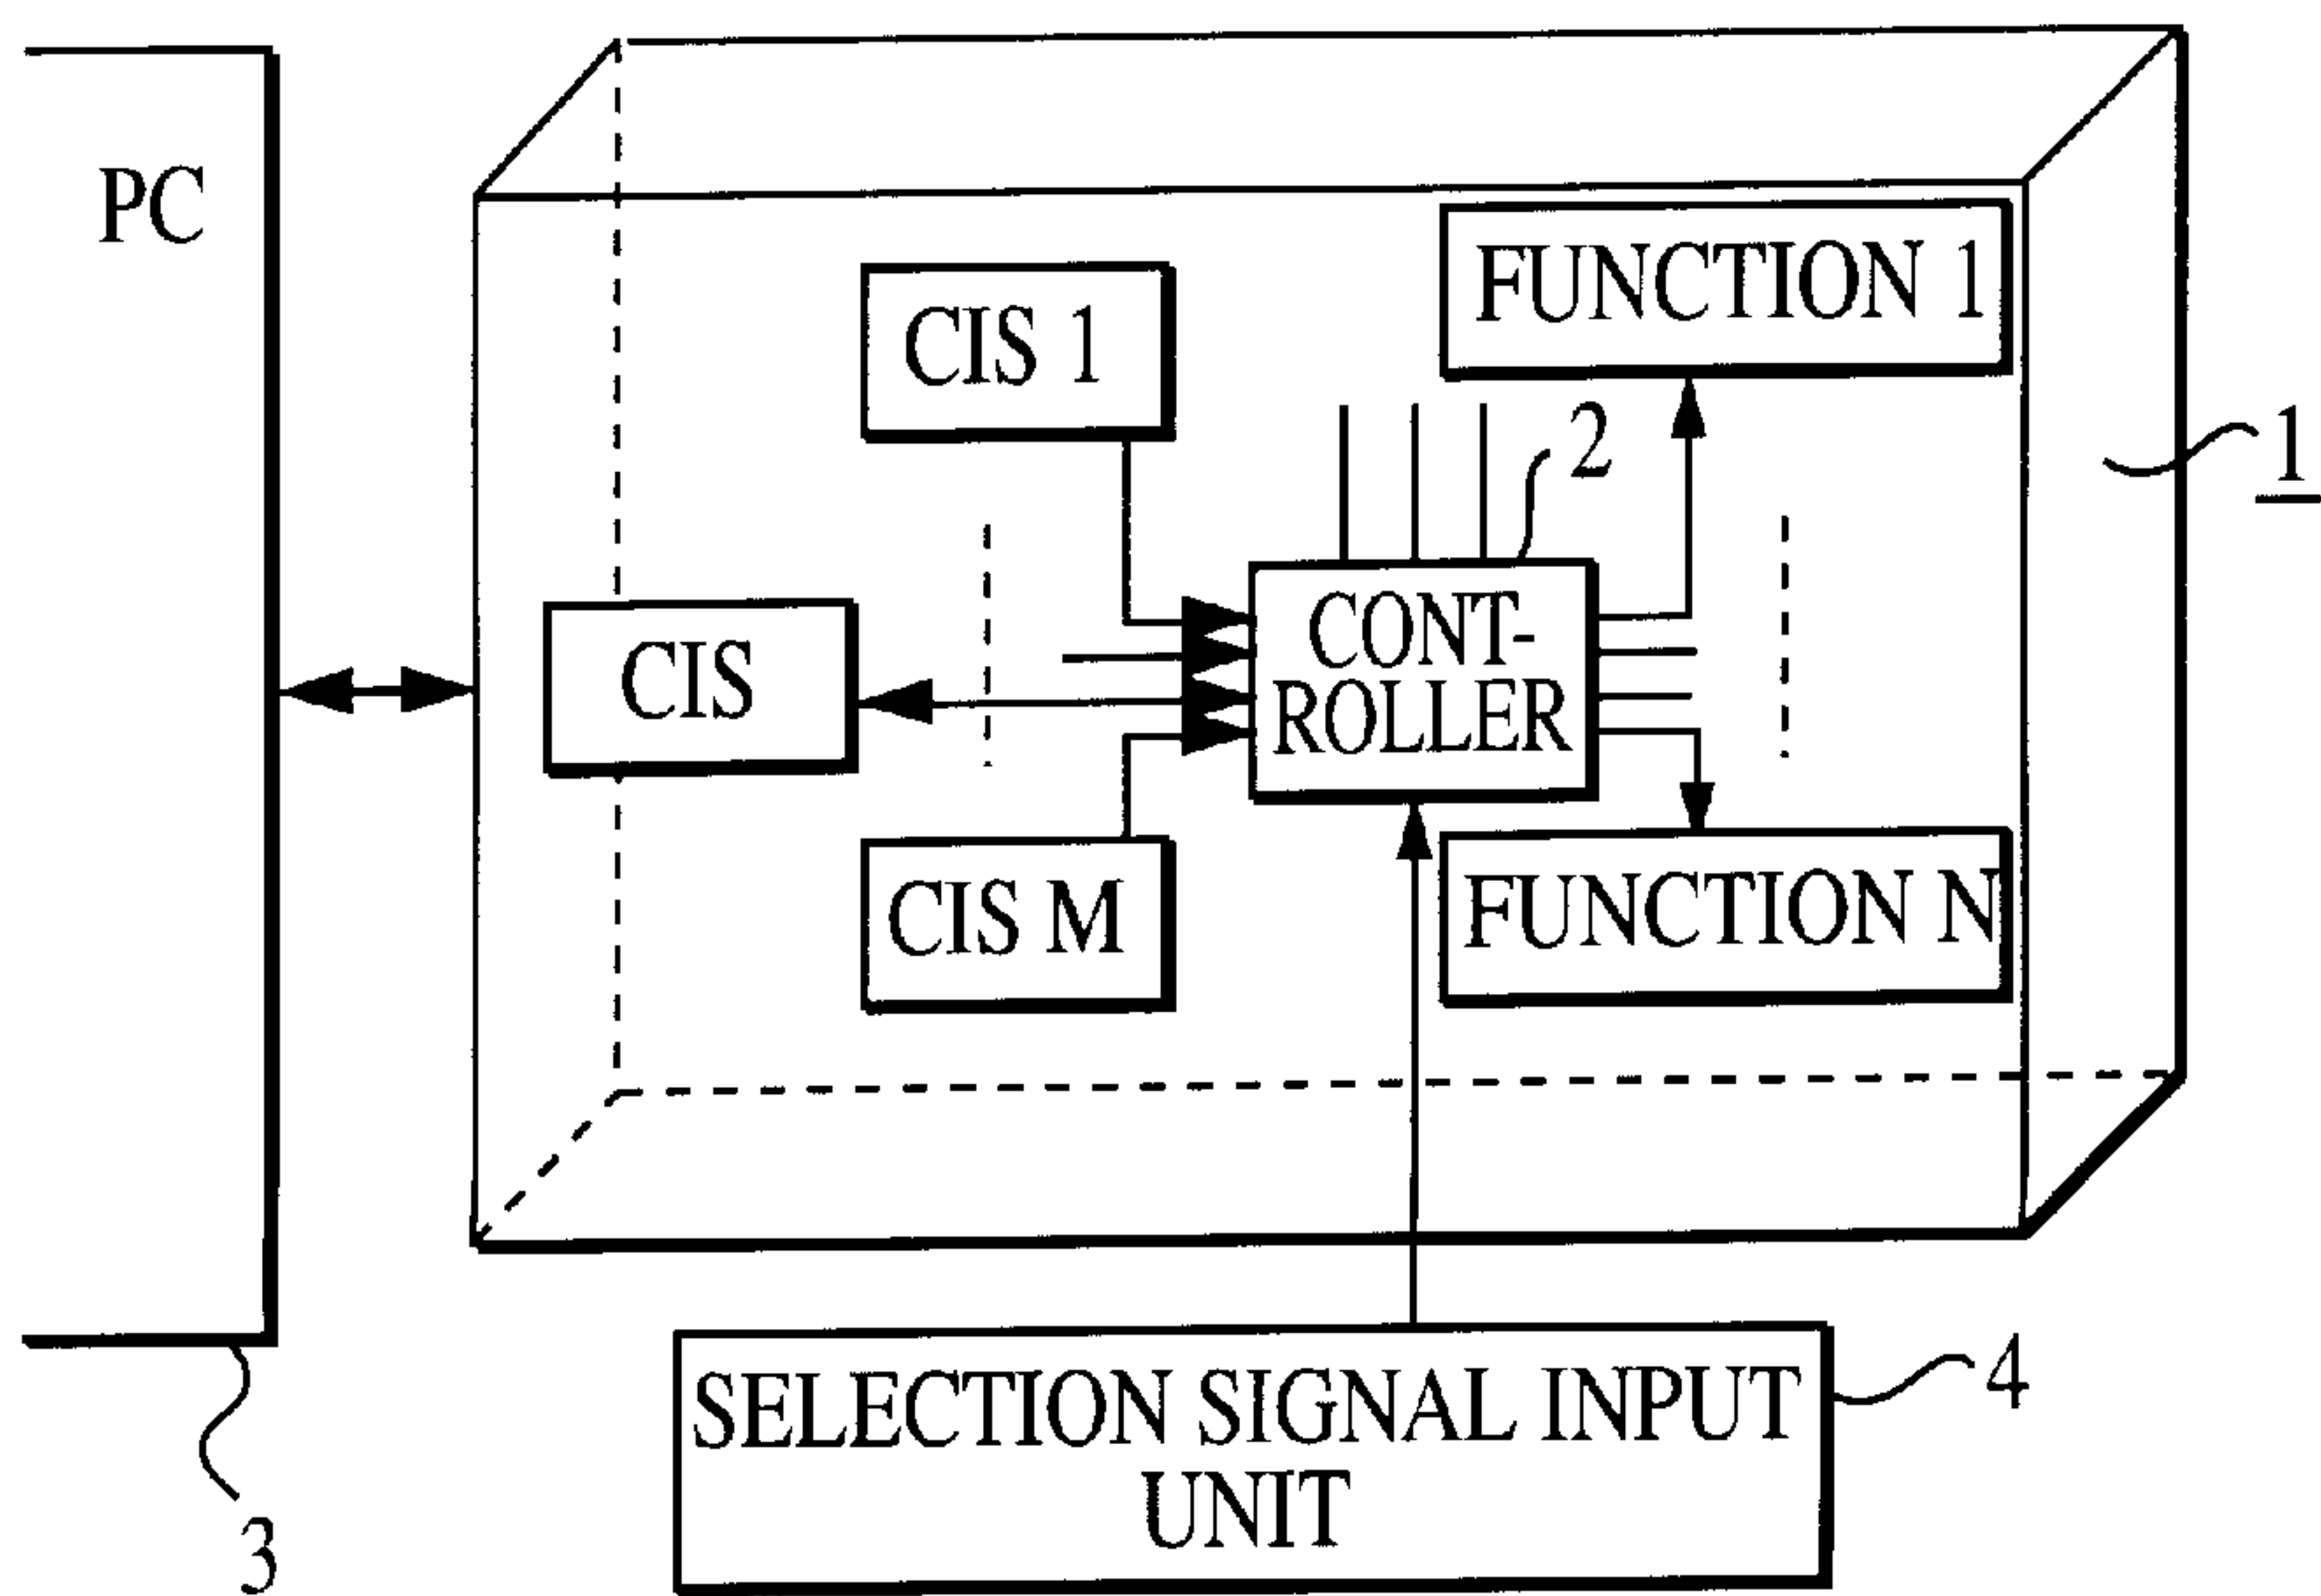 PC
FUNCTION 1
CIS 1
2
1
CONT-
ROLLER
CIS
CIS M
FUNCTION N
SELECTION SIGNAL INPUT
UNIT
4
3